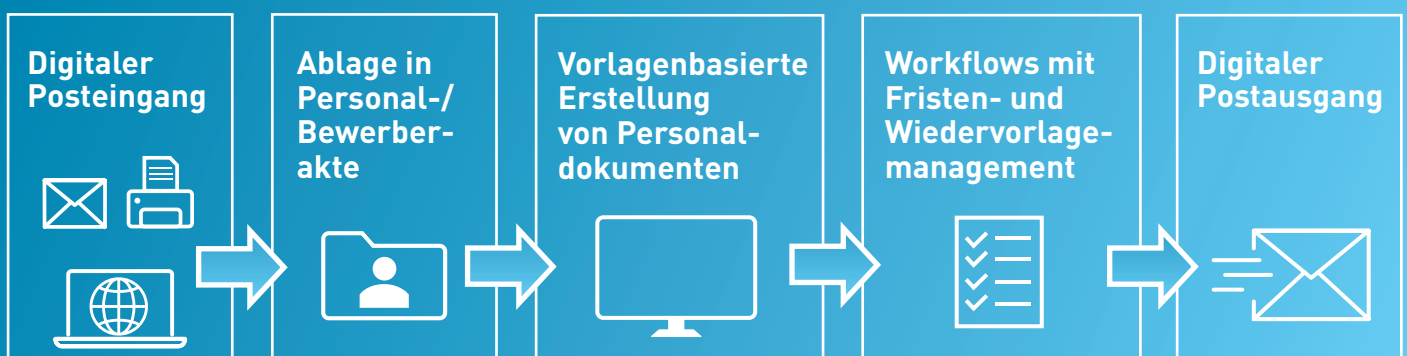 Digitaler
Posteingang
Ablage in
Personal-/
Bewerber-
akte
Vorlagenbasierte
Erstellung
von Personal-
dokumenten
Workflows mit
Fristen- und
Wiedervorlage-
management
Digitaler
Postausgang